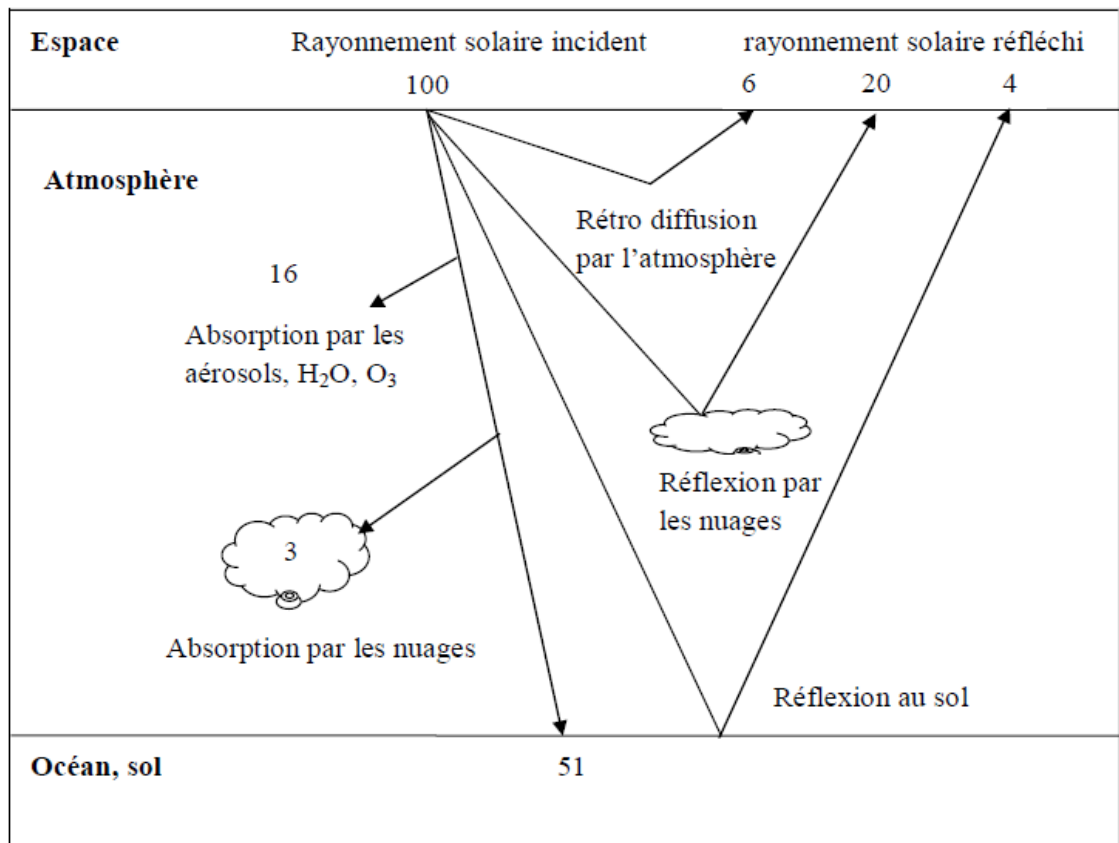 Espace
Rayonnement solaire incident
rayonnement solaire réfléchi
100
6
20
4
Atmosphère
Rétro diffusion
par l’atmosphère
16
Absorption par les
aérosols, H₂O, O₃
Réflexion par
les nuages
3
Absorption par les nuages
Réflexion au sol
Océan, sol
51